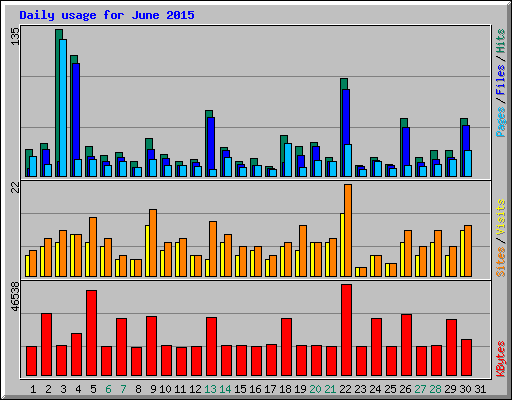 Daily usage for June 2015
135
22
46538
Pages / Files / Hits
Sites / Visits
KBytes
1 2 3 4 5 6 7 8 9 10 11 12 13 14 15 16 17 18 19 20 21 22 23 24 25 26 27 28 29 30 31